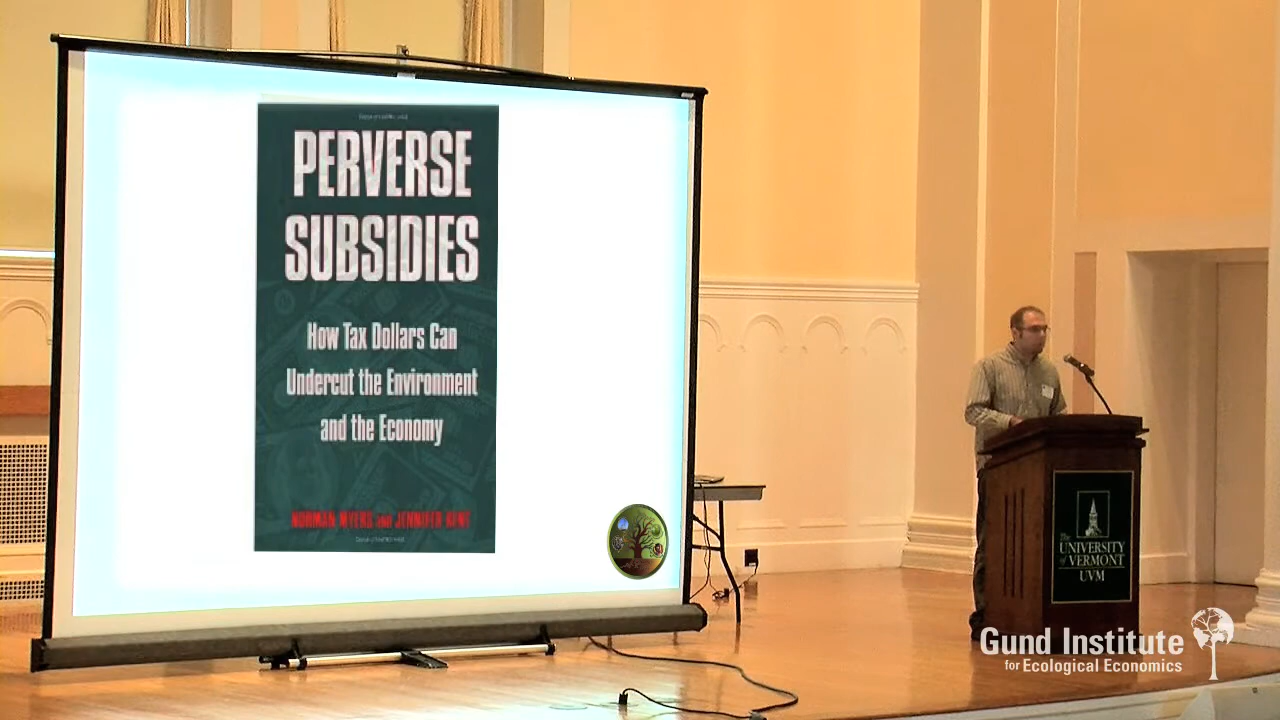 PERVERSE
SUBSIDIES
How Tax Dollars Can
Undercut the Environment
and the Economy
NORMAN MYERS AND JENNIFER KENT
The
UNIVERSITY
of VERMONT
UVM
Gund Institute
for Ecological Economics